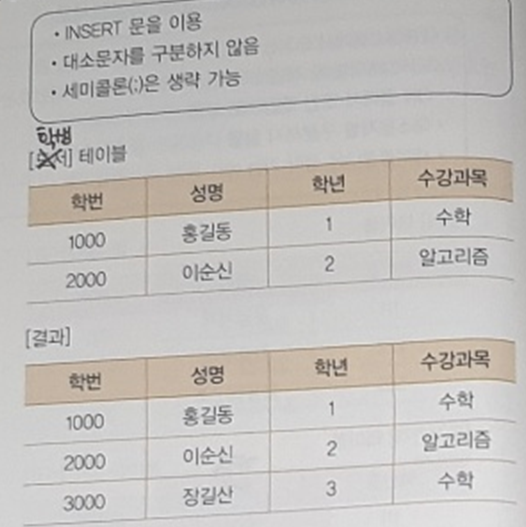 · INSERT 문을 이용
· 대소문자를 구분하지 않음
· 세미콜론(;)은 생략 가능
학생
[ ] 테이블
학번 성명 학년 수강과목
1000 홍길동 1 수학
2000 이순신 2 알고리즘
[결과]
학번 성명 학년 수강과목
1000 홍길동 1 수학
2000 이순신 2 알고리즘
3000 장길산 3 수학